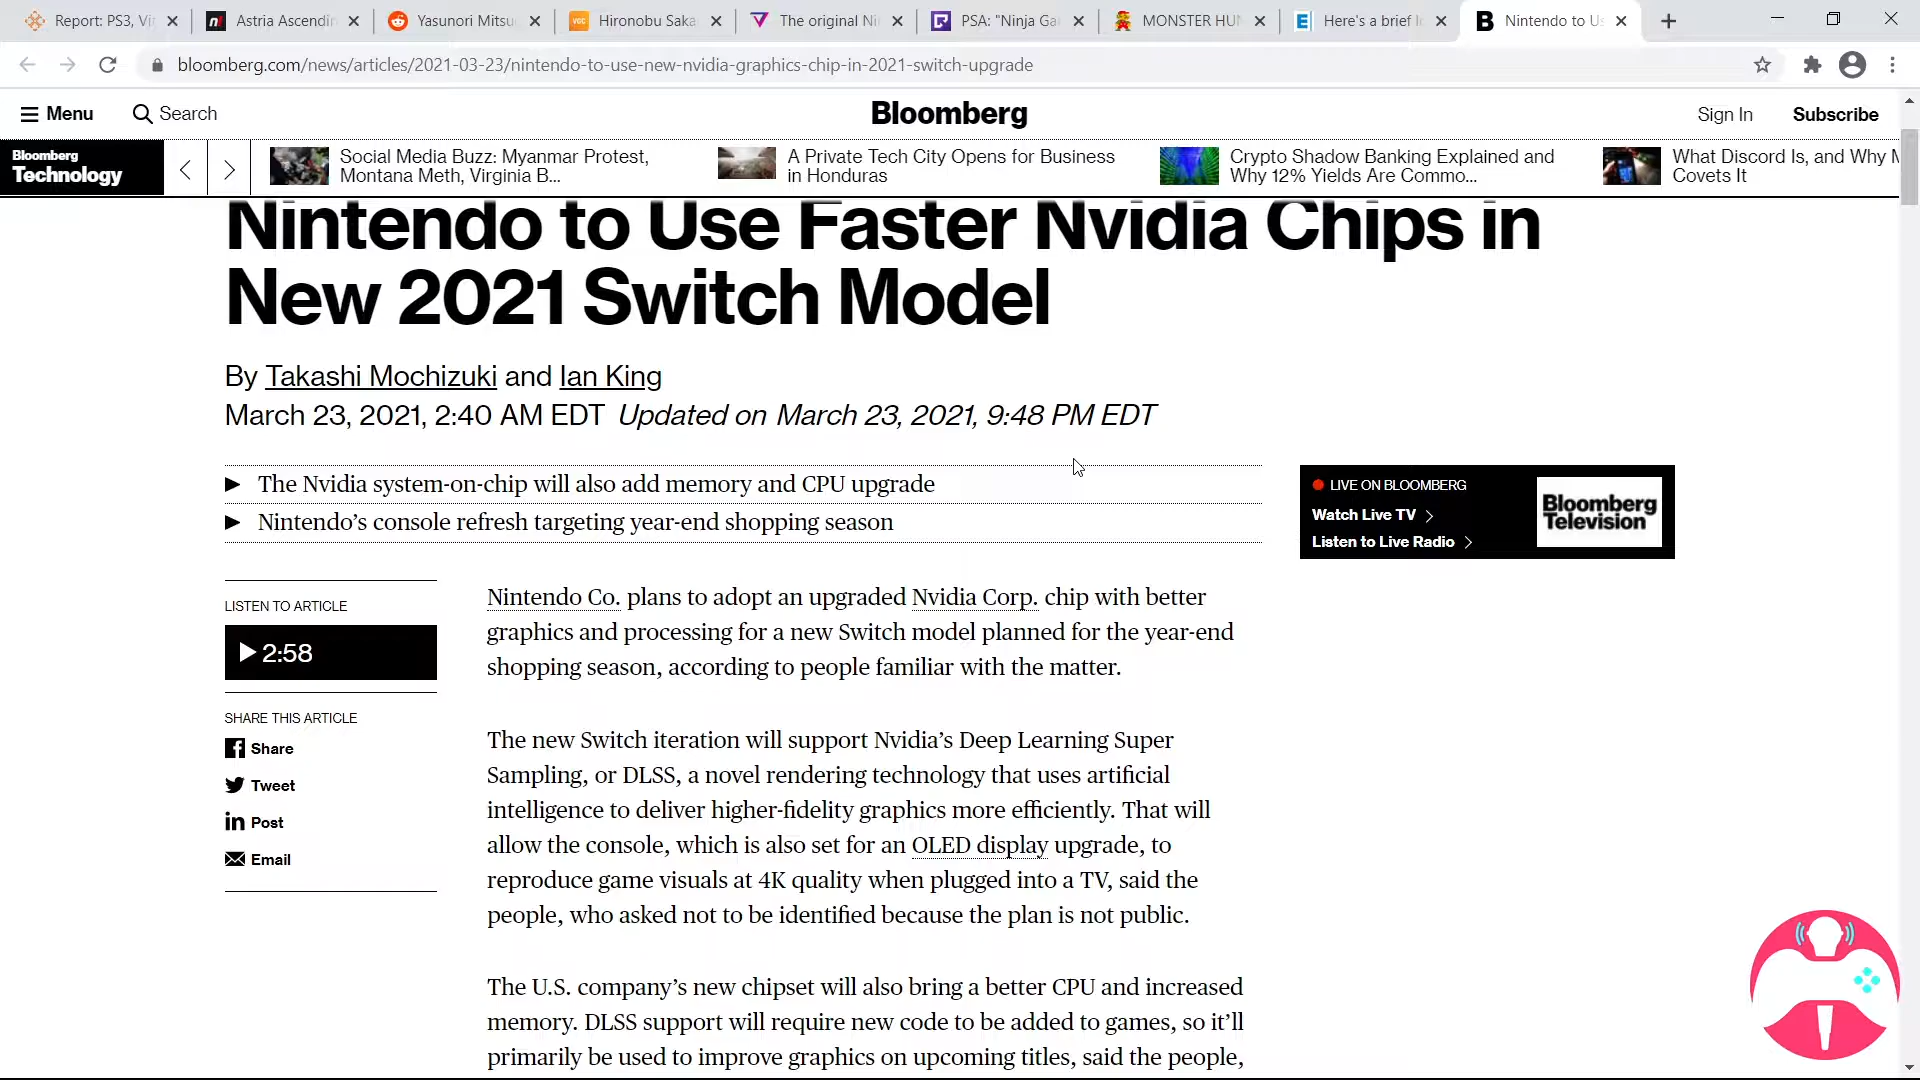 Report: PS3, Vi
Astria Ascendin
Yasunori Mitsu
Hironobu Saka
The original Ni
PSA: "Ninja Ga
MONSTER HU
Here's a brief
Nintendo to Us
bloomberg.com/news/articles/2021-03-23/nintendo-to-use-new-nvidia-graphics-chip-in-2021-switch-upgrade
Menu
Search
Bloomberg
Sign In
Subscribe
Bloomberg
Technology
Social Media Buzz: Myanmar Protest,
Montana Meth, Virginia B...
A Private Tech City Opens for Business
in Honduras
Crypto Shadow Banking Explained and
Why 12% Yields Are Commo...
What Discord Is, and Why
Covets It
Nintendo to Use Faster Nvidia Chips in
New 2021 Switch Model
By Takashi Mochizuki and Ian King
March 23, 2021, 2:40 AM EDT Updated on March 23, 2021, 9:48 PM EDT
The Nvidia system-on-chip will also add memory and CPU upgrade
Nintendo's console refresh targeting year-end shopping season
LIVE ON BLOOMBERG
Watch Live TV
Listen to Live Radio
Bloomberg
Television
LISTEN TO ARTICLE
2:58
SHARE THIS ARTICLE
Share
Tweet
Post
Email
Nintendo Co. plans to adopt an upgraded Nvidia Corp. chip with better
graphics and processing for a new Switch model planned for the year-end
shopping season, according to people familiar with the matter.
The new Switch iteration will support Nvidia's Deep Learning Super
Sampling, or DLSS, a novel rendering technology that uses artificial
intelligence to deliver higher-fidelity graphics more efficiently. That will
allow the console, which is also set for an OLED display upgrade, to
reproduce game visuals at 4K quality when plugged into a TV, said the
people, who asked not to be identified because the plan is not public.
The U.S. company's new chipset will also bring a better CPU and increased
memory. DLSS support will require new code to be added to games, so it'll
primarily be used to improve graphics on upcoming titles, said the people,